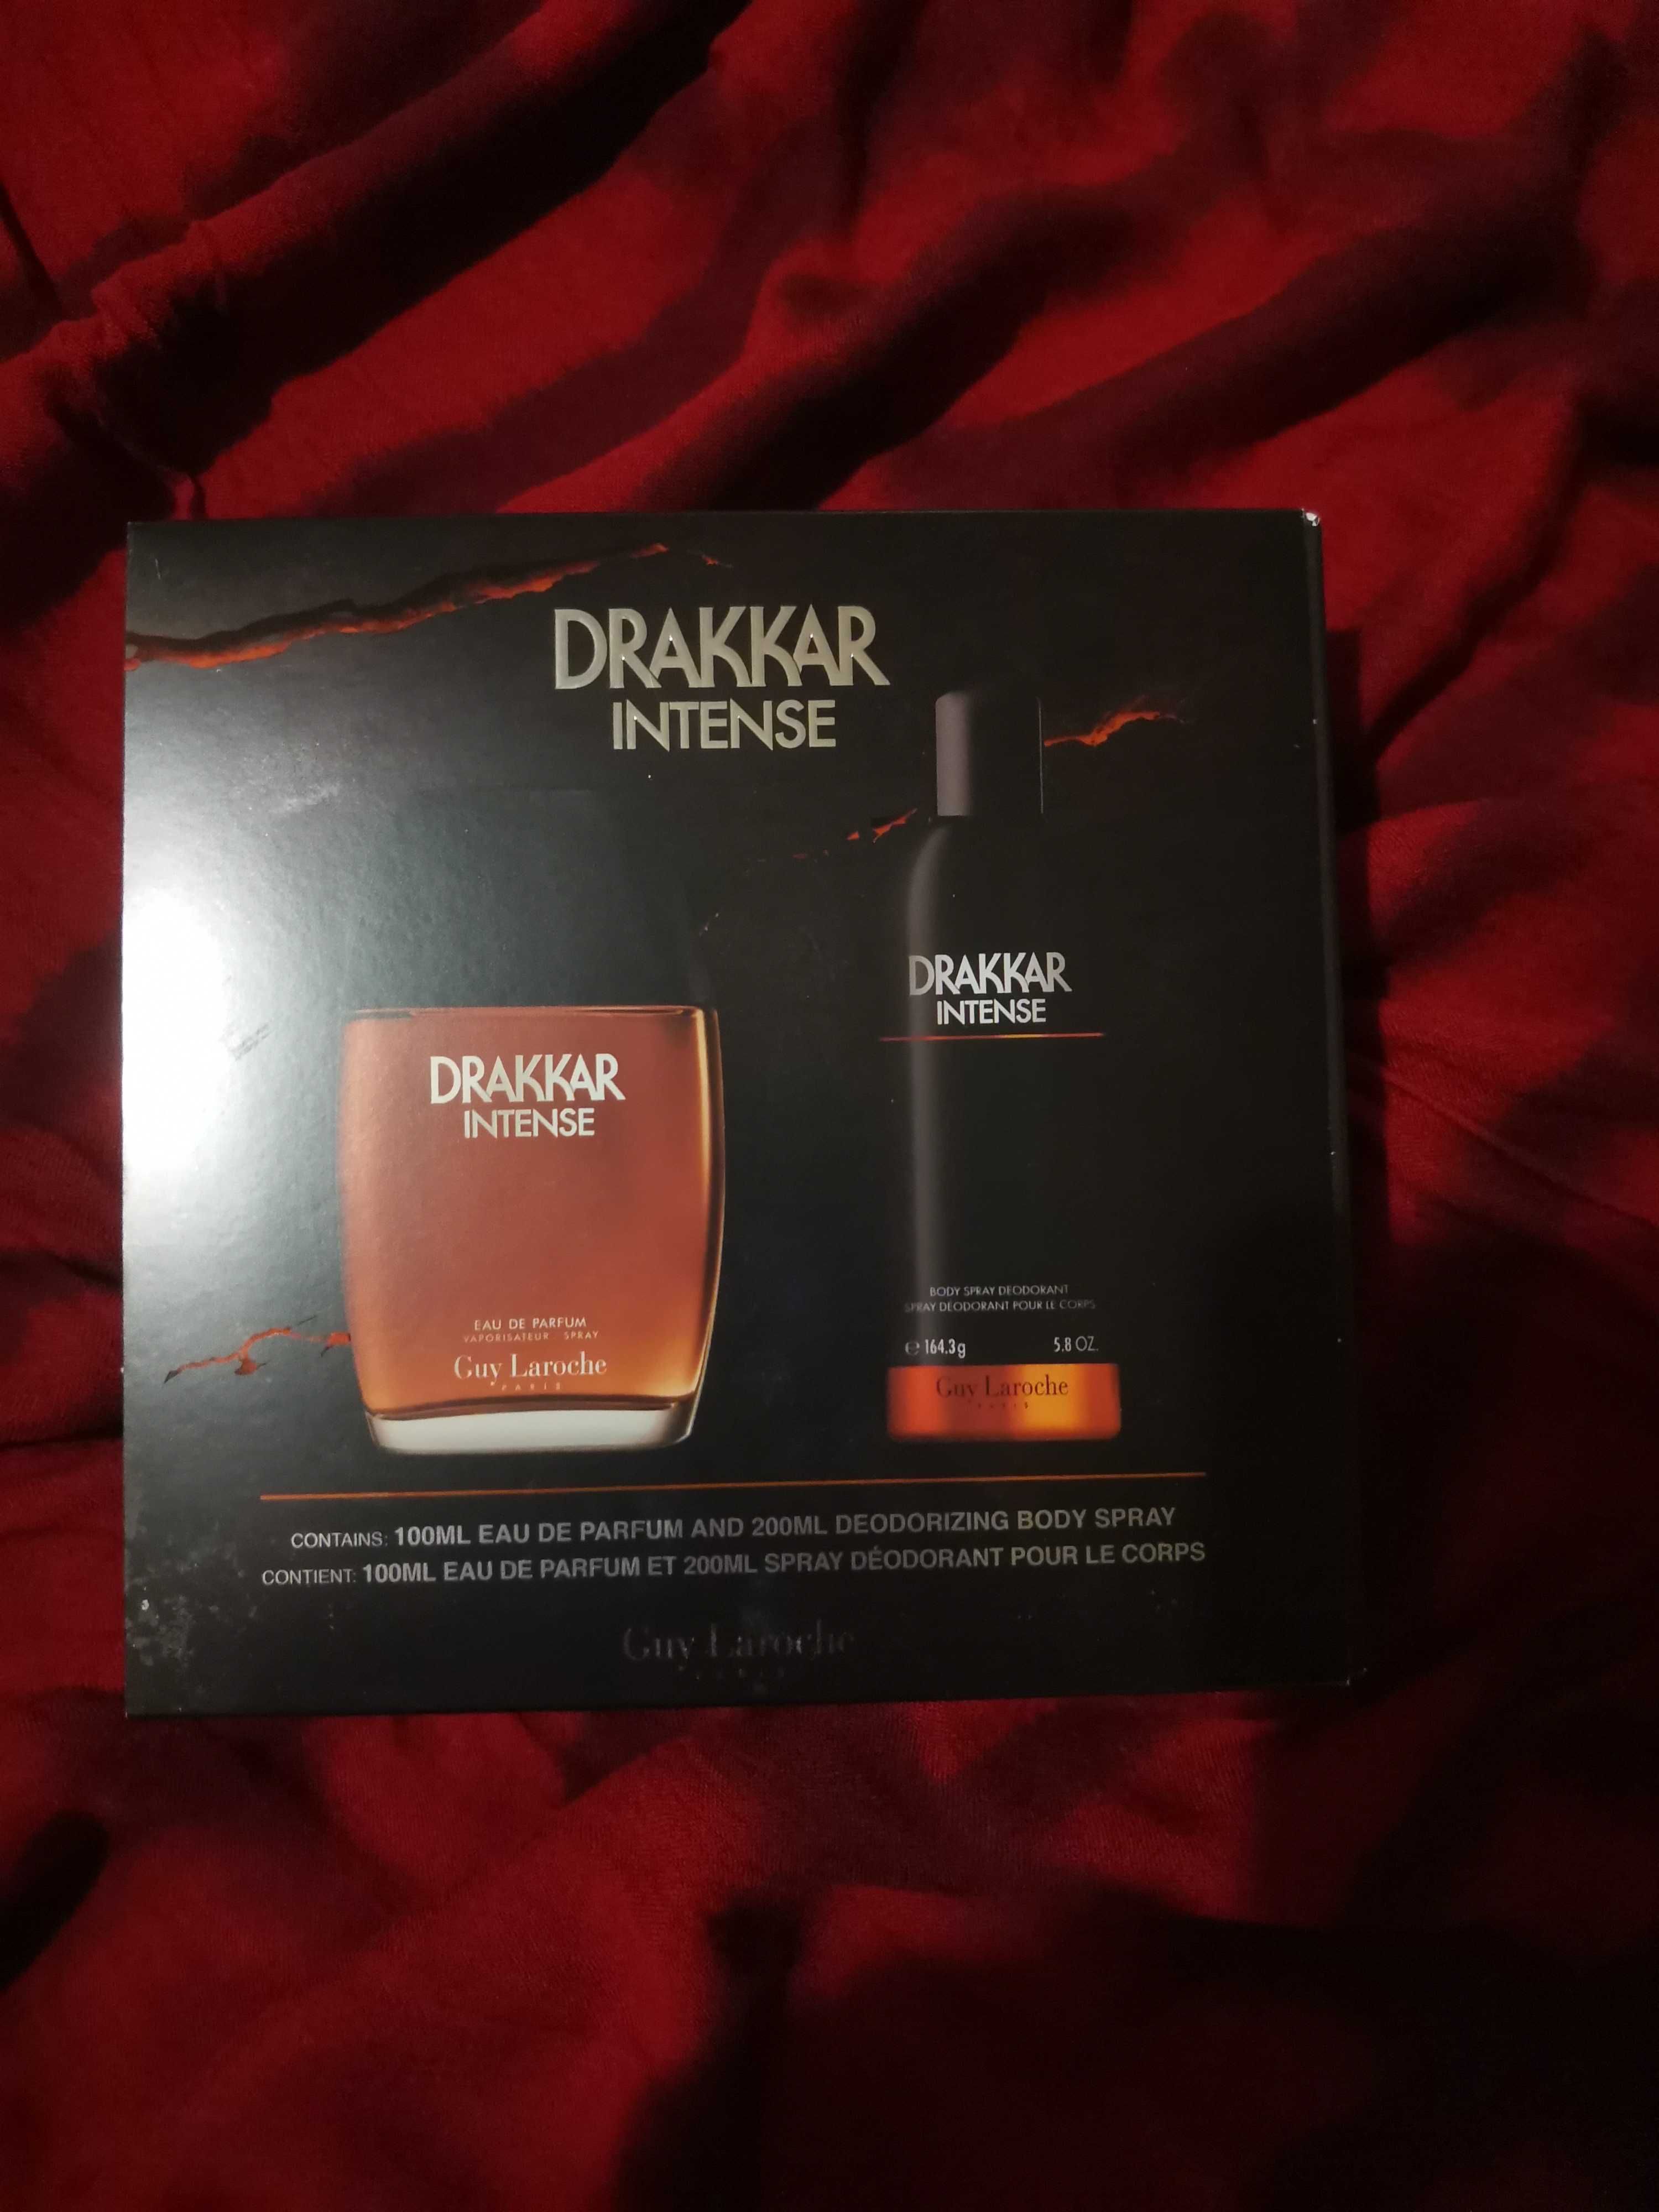 DRAKKAR
INTENSE
DRAKKAR
INTENSE
EAU DE PARFUM
VAPORISATEUR SPRAY
Guy Laroche
PARIS
DRAKKAR
INTENSE
BODY SPRAY DEODORANT
SPRAY DEODORANT POUR LE CORPS
℮ 164.3g 5.8 OZ.
Guy Laroche
PARIS
CONTAINS: 100ML EAU DE PARFUM AND 200ML DEODORIZING BODY SPRAY
CONTIENT: 100ML EAU DE PARFUM ET 200ML SPRAY DÉODORANT POUR LE CORPS
Guy Laroche
PARIS